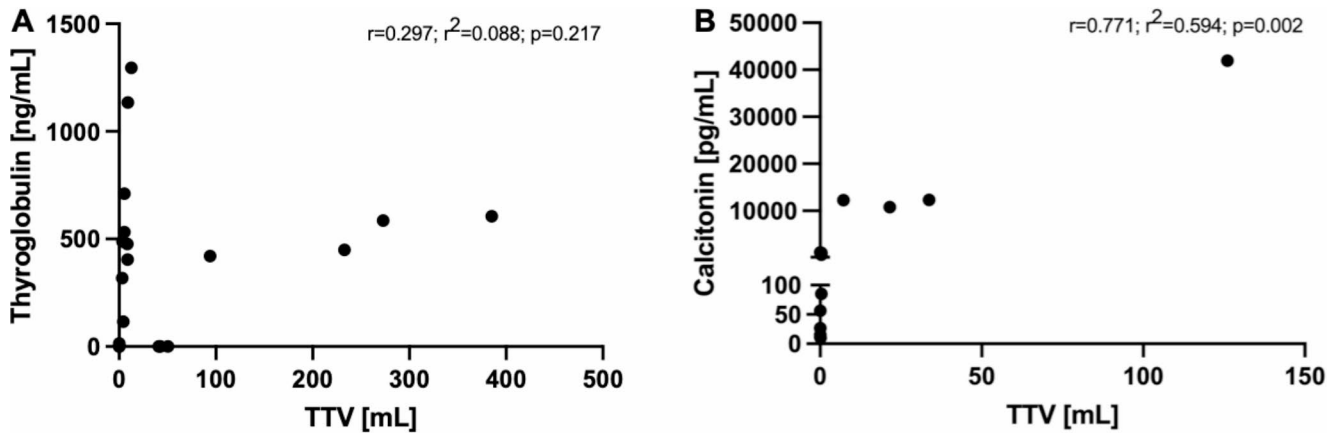 A
r=0.297; r2=0.088; p=0.217
Thyroglobulin [ng/mL]
1500
1000
500
0
0 100 200 300 400 500
TTV [mL]
B
r=0.771; r2=0.594; p=0.002
Calcitonin [pg/mL]
50000
40000
30000
20000
10000
100
50
0
0 50 100 150
TTV [mL]